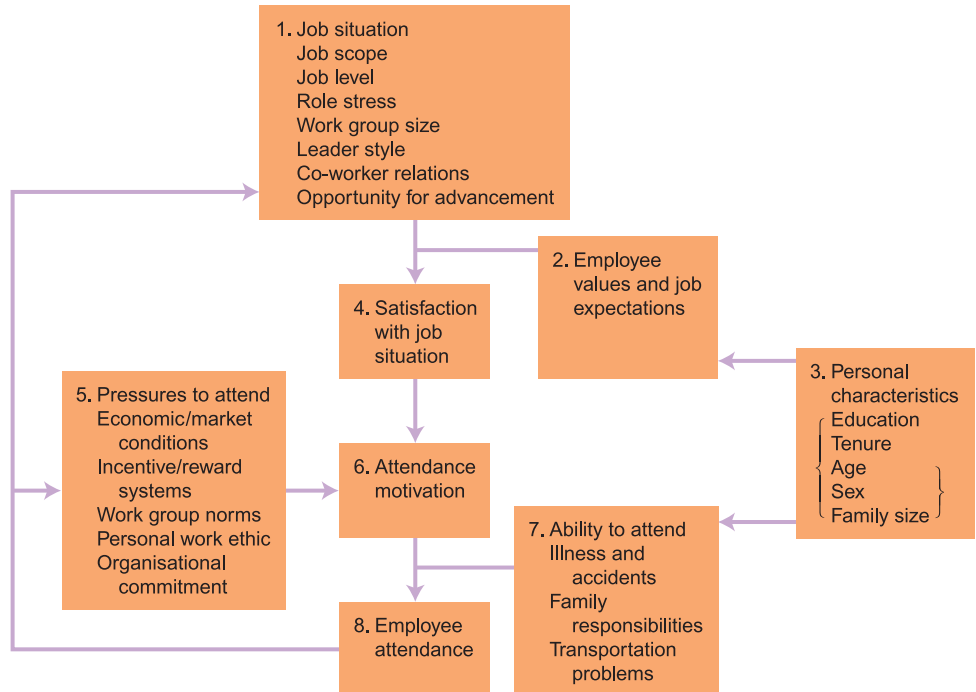 1. Job situation
Job scope
Job level
Role stress
Work group size
Leader style
Co-worker relations
Opportunity for advancement
2. Employee
values and job
expectations
4. Satisfaction
with job
situation
3. Personal
characteristics
Education
Tenure
Age
Sex
Family size
5. Pressures to attend
Economic/market
conditions
Incentive/reward
systems
Work group norms
Personal work ethic
Organisational
commitment
6. Attendance
motivation
7. Ability to attend
Illness and
accidents
Family
responsibilities
Transportation
problems
8. Employee
attendance